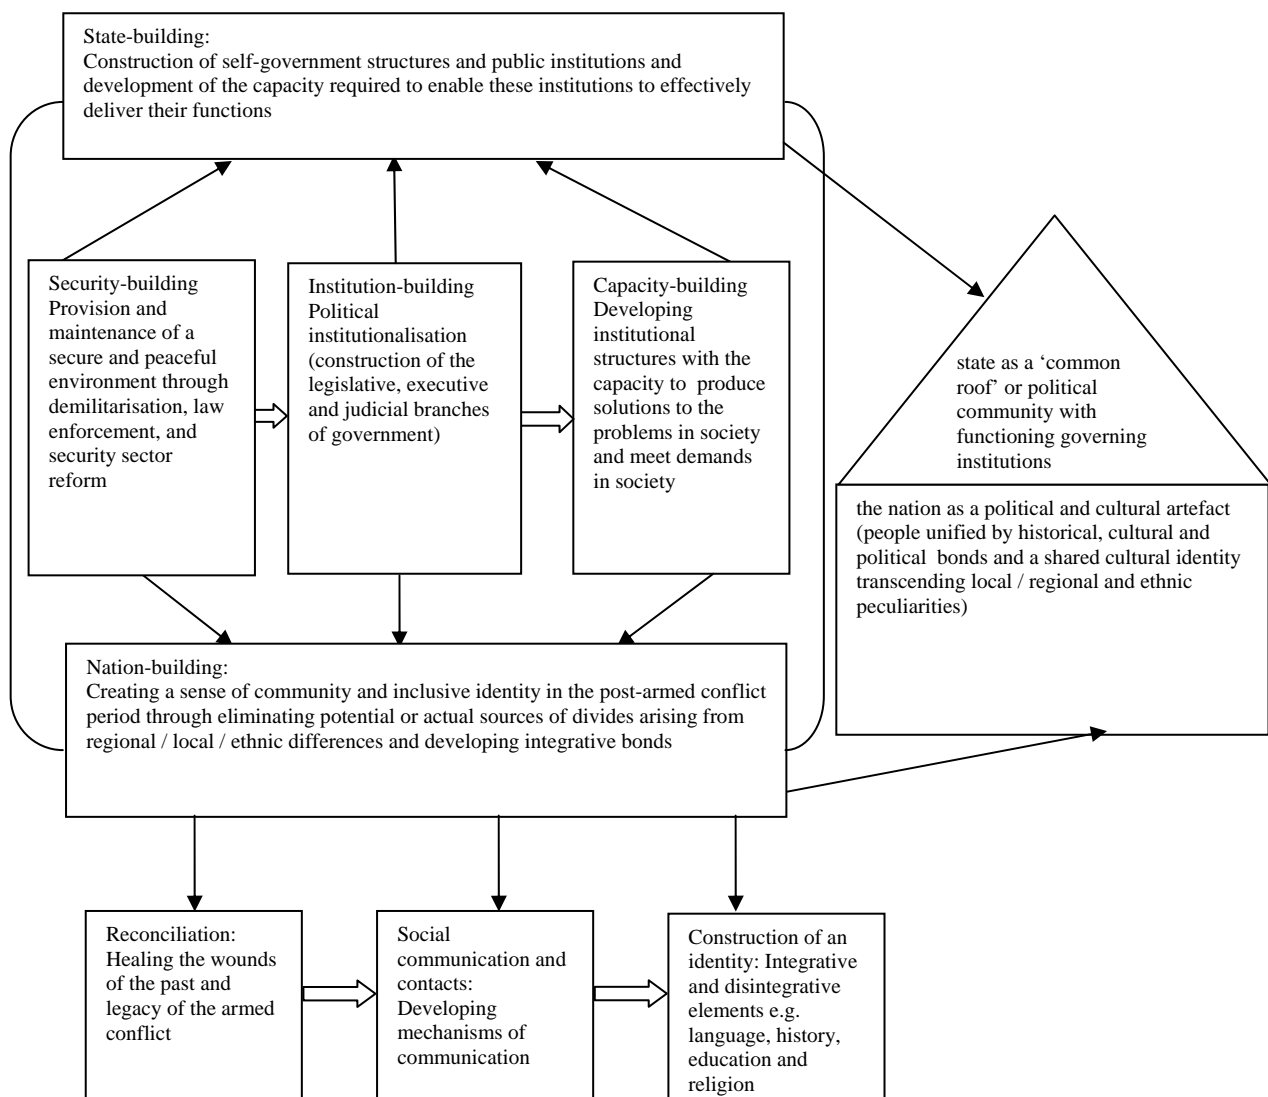 State-building:
Construction of self-government structures and public institutions and
development of the capacity required to enable these institutions to effectively
deliver their functions
Security-building
Provision and
maintenance of a
secure and peaceful
environment through
demilitarisation, law
enforcement, and
security sector
reform
Institution-building
Political
institutionalisation
(construction of the
legislative, executive
and judicial branches
of government)
Capacity-building
Developing
institutional
structures with the
capacity to  produce
solutions to the
problems in society
and meet demands
in society
state as a ‘common
roof’ or political
community with
functioning governing
institutions
the nation as a political and cultural artefact
(people unified by historical, cultural and
political  bonds and a shared cultural identity
transcending local / regional and ethnic
peculiarities)
Nation-building:
Creating a sense of community and inclusive identity in the post-armed conflict
period through eliminating potential or actual sources of divides arising from
regional / local / ethnic differences and developing integrative bonds
Reconciliation:
Healing the wounds
of the past and
legacy of the armed
conflict
Social
communication and
contacts:
Developing
mechanisms of
communication
Construction of an
identity: Integrative
and disintegrative
elements e.g.
language, history,
education and
religion